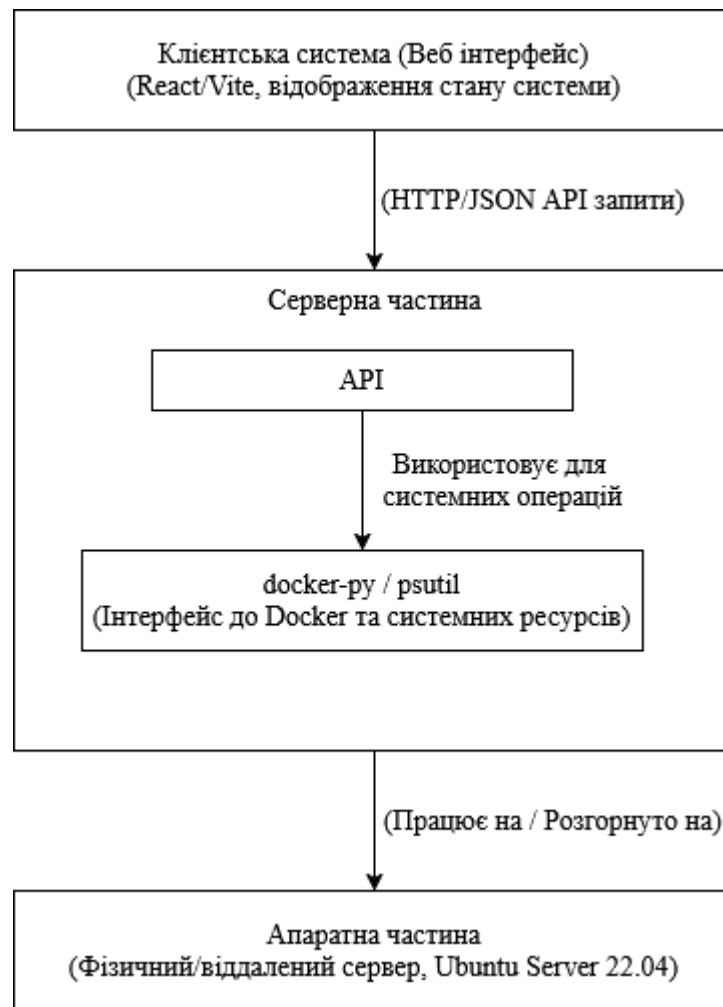 Клієнтська система (Веб інтерфейс)
(React/Vite, відображення стану системи)
(HTTP/JSON API запити)
Серверна частина
API
Використовує для
системних операцій
docker-py / psutil
(Інтерфейс до Docker та системних ресурсів)
(Працює на / Розгорнуто на)
Апаратна частина
(Фізичний/віддалений сервер, Ubuntu Server 22.04)